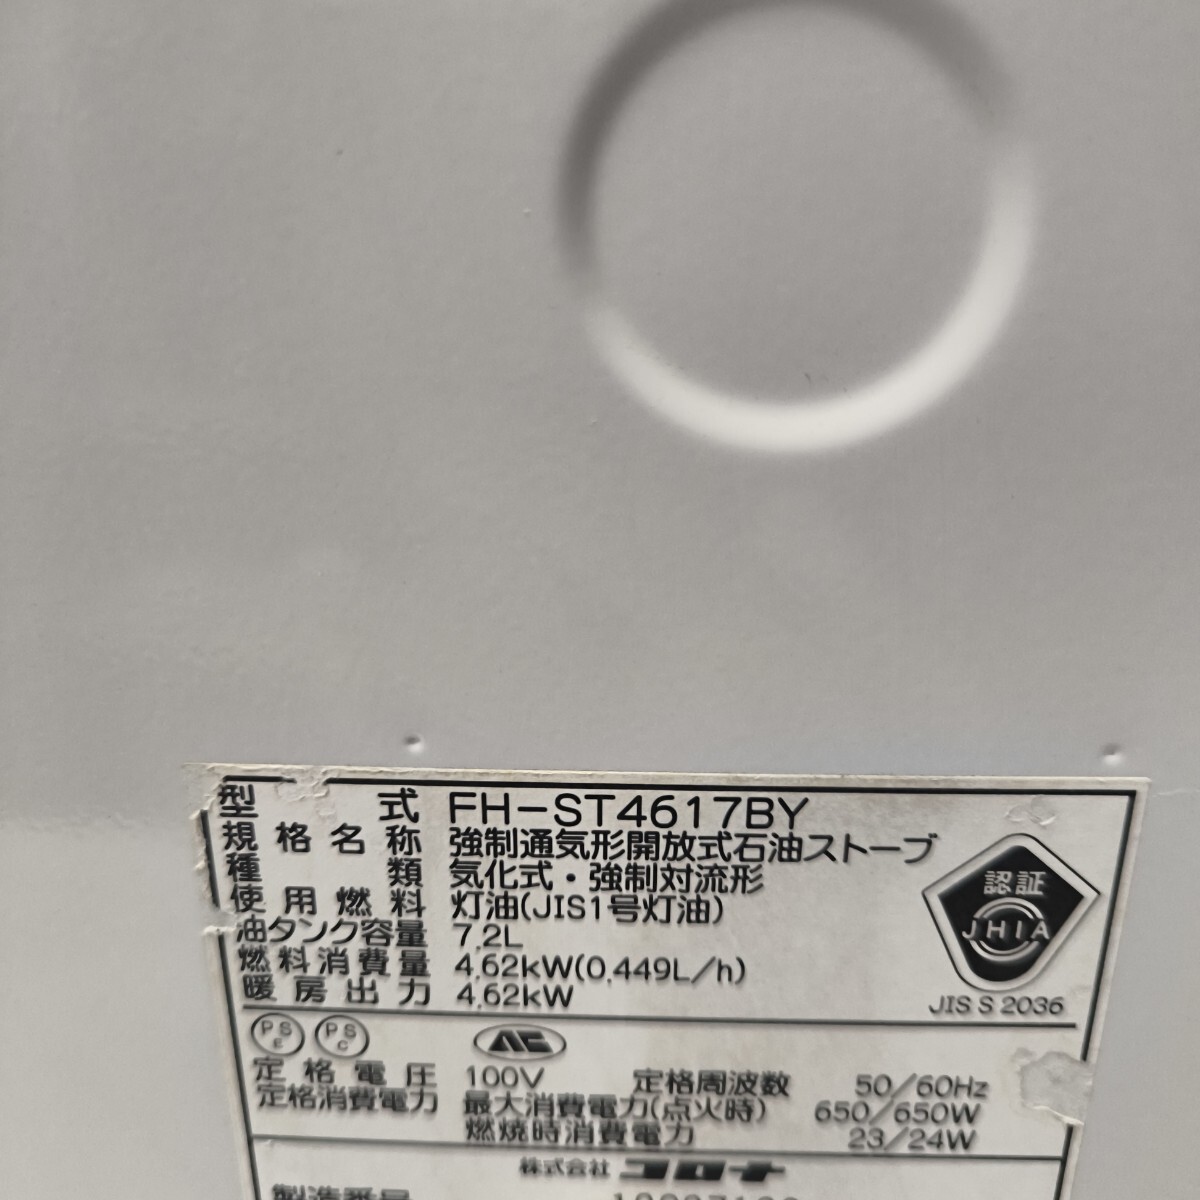 型式 FH-ST4617BY
規格名称 強制通気形開放式石油ストーブ
種類 気化式・強制対流形
使用燃料 灯油(JIS1号灯油)
油タンク容量 7.2L
燃料消費量 4.62kW(0.449L/h)
暖房出力 4.62kW
認証
JHIA
JIS S 2036
PSE PSC
定格電圧 100V 定格周波数 50/60Hz
定格消費電力 最大消費電力(点火時) 650/650W
燃焼時消費電力 23/24W
株式会社 コロナ
製造番号